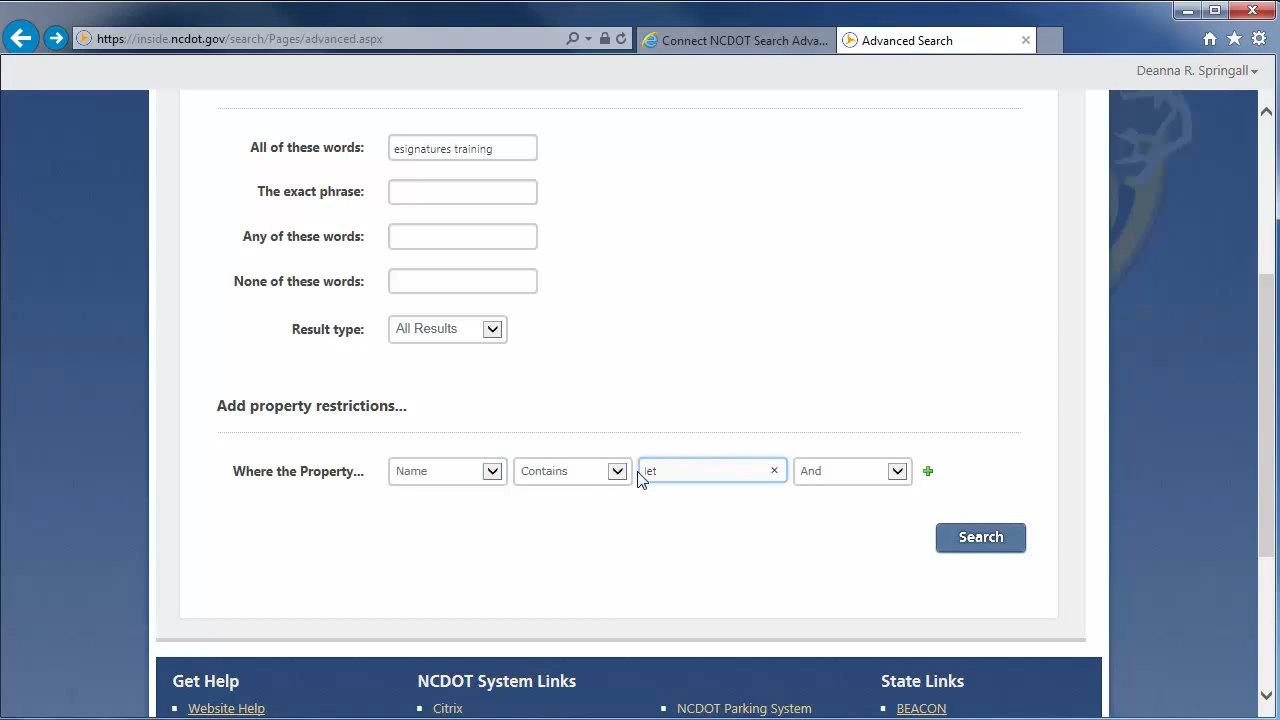 https://inside.ncdot.gov/search/Pages/advanced.aspx
Connect NCDOT Search Adva...
Advanced Search
Deanna R. Springall
All of these words: esignatures training
The exact phrase:
Any of these words:
None of these words:
Result type: All Results
Add property restrictions...
Where the Property... Name Contains let And
Search
Get Help NCDOT System Links State Links
Website Help Citrix NCDOT Parking System BEACON